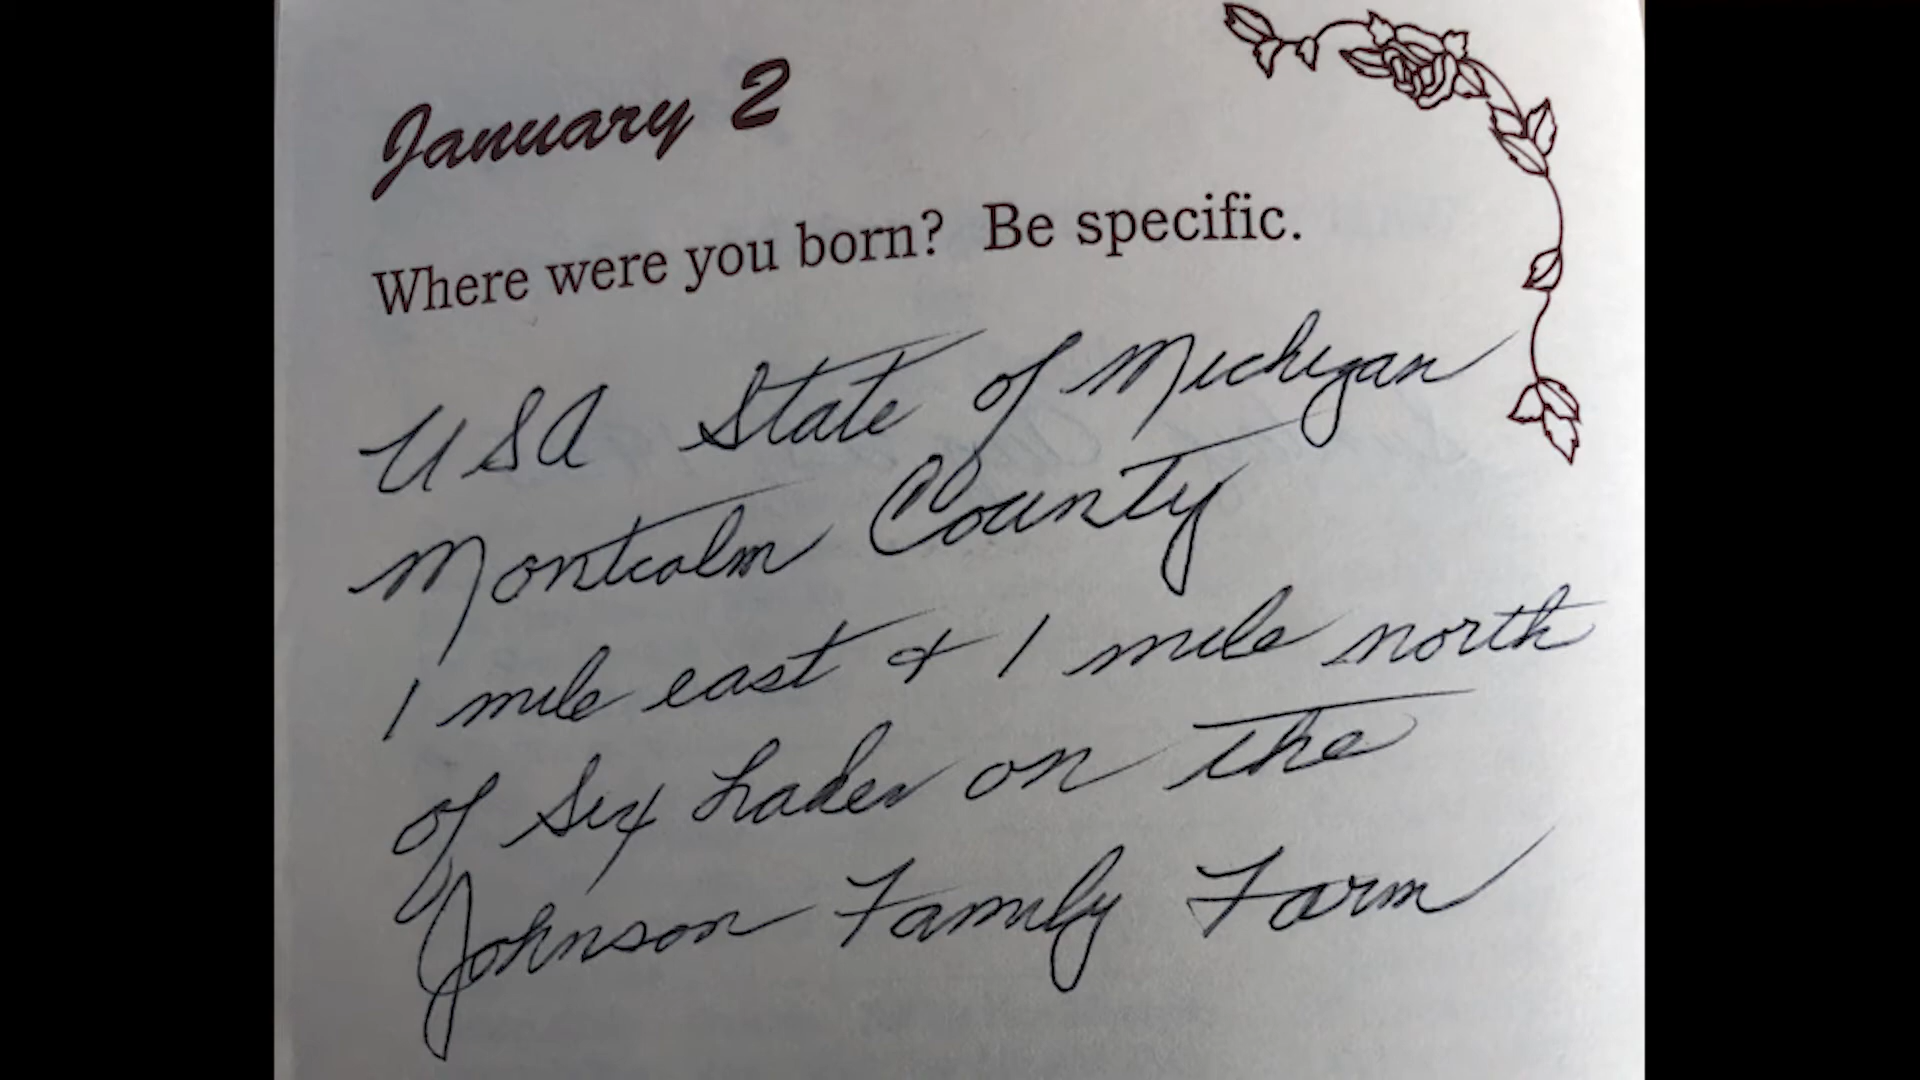 January 2
Where were you born? Be specific.
USA State of Michigan
Montcalm County
1 mile east & 1 mile north
of Six Lakes on the
Johnson Family Farm